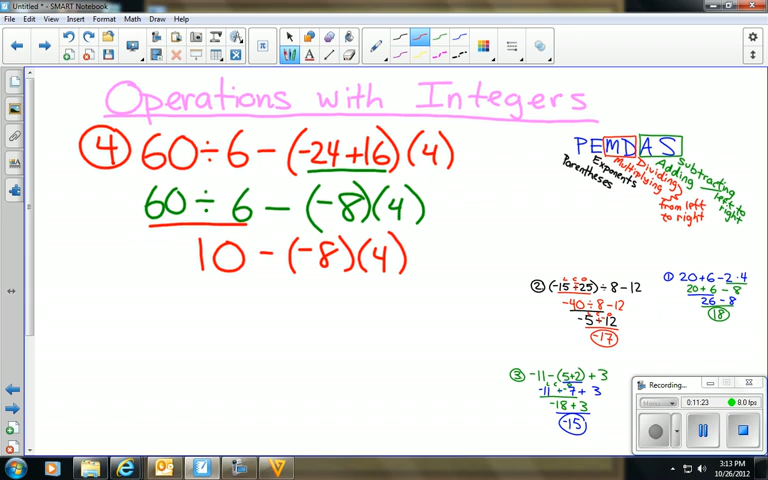 Untitled * - SMART Notebook
File Edit View Insert Format Tools Add-ons Math Draw Help
Operations with Integers
④ 60÷6-(-24+16)(4)
60÷6-(-8)(4)
10-(-8)(4)
PEMDAS
Parentheses
Exponents
Multiplying
Dividing
Adding
Subtracting
from left to right
left to right
① 20+6-2·4
20+6-8
26-8
18
② (-15-25)÷8-12
-40÷8-12
-5-12
-17
③ -11-(5+2)+3
-11-7+3
-18+3
-15
Recording...
Menu
0:11:23
8.0 fps
3:13 PM
10/26/2012